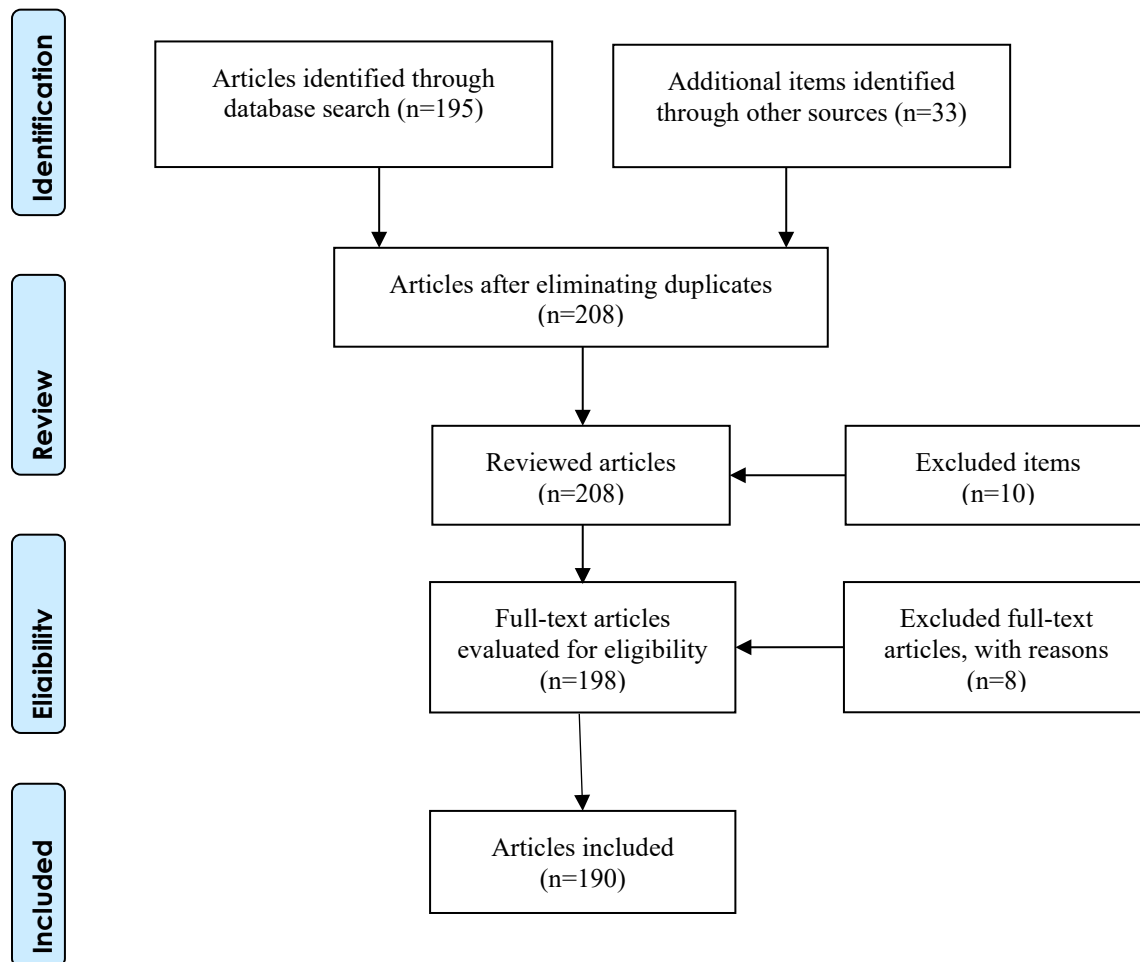 Identification
Articles identified through
database search (n=195)
Additional items identified
through other sources (n=33)
Review
Articles after eliminating duplicates
(n=208)
Reviewed articles
(n=208)
Excluded items
(n=10)
Eligibility
Full-text articles
evaluated for eligibility
(n=198)
Excluded full-text
articles, with reasons
(n=8)
Included
Articles included
(n=190)